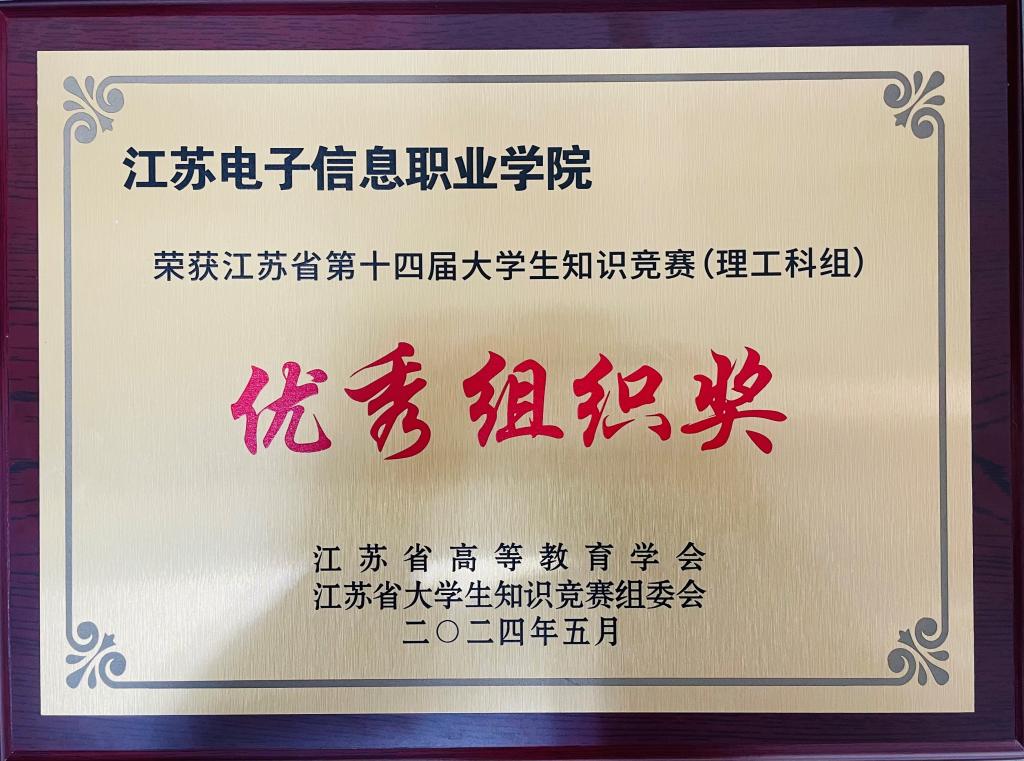 江苏电子信息职业学院
荣获江苏省第十四届大学生知识竞赛(理工科组)
优秀组织奖
江苏省高等教育学会
江苏省大学生知识竞赛组委会
二〇二四年五月